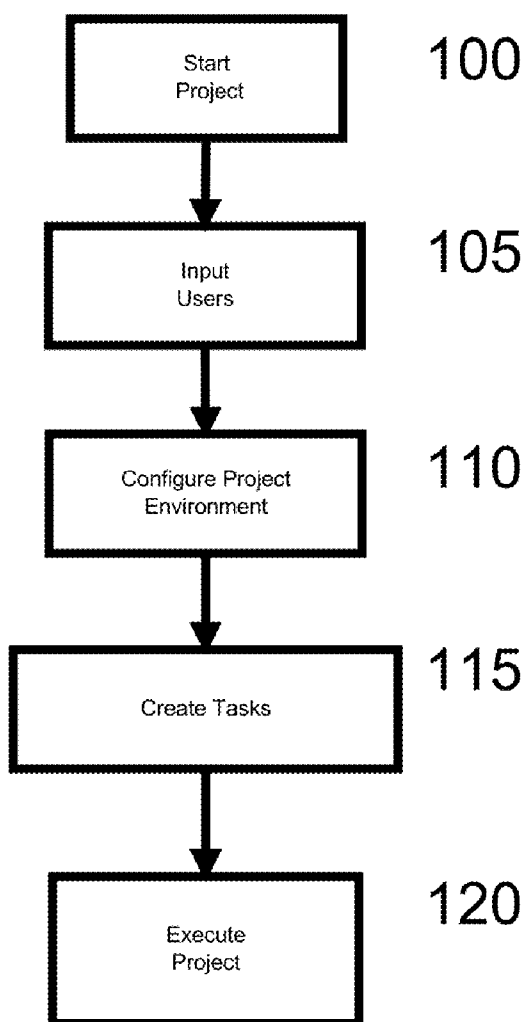 Start
Project
100
Input
Users
105
Configure Project
Environment
110
Create Tasks
115
Execute
Project
120